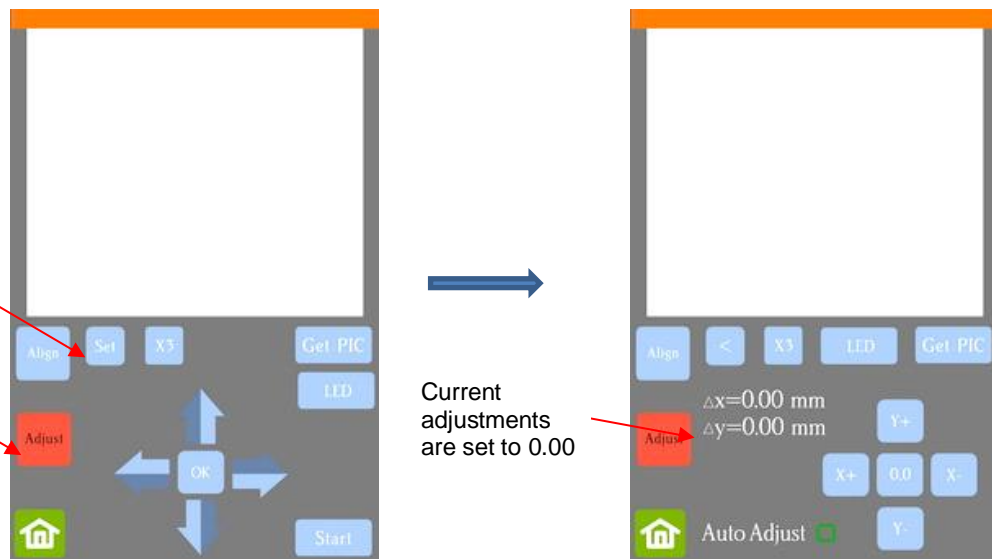 Align
Set
X3
Get PIC
LED
Adjust
OK
Start
Current
adjustments
are set to 0.00
Align
<
X3
LED
Get PIC
△x=0.00 mm
△y=0.00 mm
Adjust
Y+
X+
0.0
X-
Y-
Auto Adjust